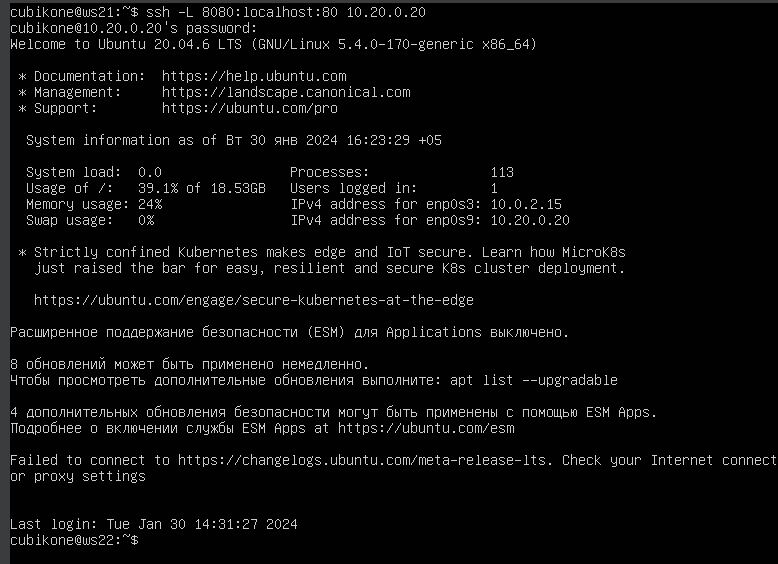 cubikone@ws21:~$ ssh -L 8080:localhost:80 10.20.0.20
cubikone@10.20.0.20's password:
Welcome to Ubuntu 20.04.6 LTS (GNU/Linux 5.4.0-170-generic x86_64)
* Documentation:  https://help.ubuntu.com
* Management:     https://landscape.canonical.com
* Support:        https://ubuntu.com/pro
System information as of Вт 30 янв 2024 16:23:29 +05
System load:  0.0                Processes:               113
Usage of /:   39.1% of 18.53GB   Users logged in:         1
Memory usage: 24%                IPv4 address for enp0s3: 10.0.2.15
Swap usage:   0%                 IPv4 address for enp0s9: 10.20.0.20
* Strictly confined Kubernetes makes edge and IoT secure. Learn how MicroK8s
just raised the bar for easy, resilient and secure K8s cluster deployment.
https://ubuntu.com/engage/secure-kubernetes-at-the-edge
Расширенное поддержание безопасности (ESM) для Applications выключено.
8 обновлений может быть применено немедленно.
Чтобы просмотреть дополнительные обновления выполните: apt list --upgradable
4 дополнительных обновления безопасности могут быть применены с помощью ESM Apps.
Подробнее о включении службы ESM Apps at https://ubuntu.com/esm
Failed to connect to https://changelogs.ubuntu.com/meta-release-lts. Check your Internet connect
or proxy settings
Last login: Tue Jan 30 14:31:27 2024
cubikone@ws22:~$